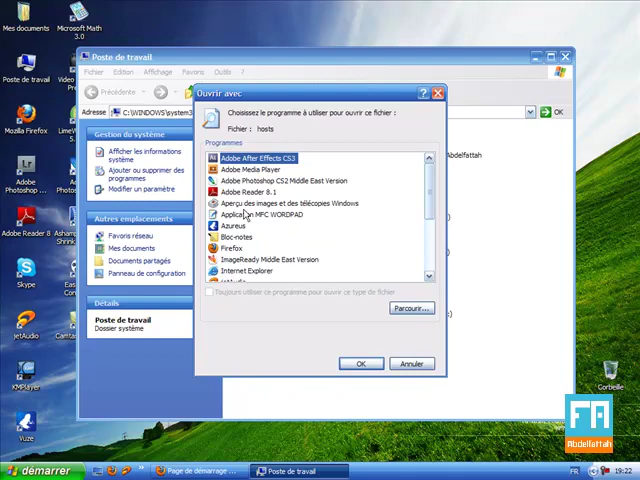 Mes documents
Microsoft Math 3.0
Poste de travail
Mozilla Firefox
Adobe Photoshop ...
Adobe Reader 8
Skype
jetAudio
KMPlayer
Vuze
Corbeille
Poste de travail
Fichier Edition Affichage Favoris Outils ?
Précédente
Adresse C:\WINDOWS\system3 OK
Gestion du système
Afficher les informations système
Ajouter ou supprimer des programmes
Modifier un paramètre
Autres emplacements
Favoris réseau
Mes documents
Documents partagés
Panneau de configuration
Détails
Poste de travail
Dossier système
Abdelfattah
Ouvrir avec
Choisissez le programme à utiliser pour ouvrir ce fichier :
Fichier : hosts
Programmes
Adobe After Effects CS3
Adobe Media Player
Adobe Photoshop CS2 Middle East Version
Adobe Reader 8.1
Aperçu des images et des télécopies Windows
Application MFC WORDPAD
Azureus
Bloc-notes
Firefox
ImageReady Middle East Version
Internet Explorer
jetAudio
Toujours utiliser ce programme pour ouvrir ce type de fichier
Parcourir...
OK Annuler
FA
Abdelfattah
démarrer
Page de démarrage ...
Poste de travail
FR
19:22